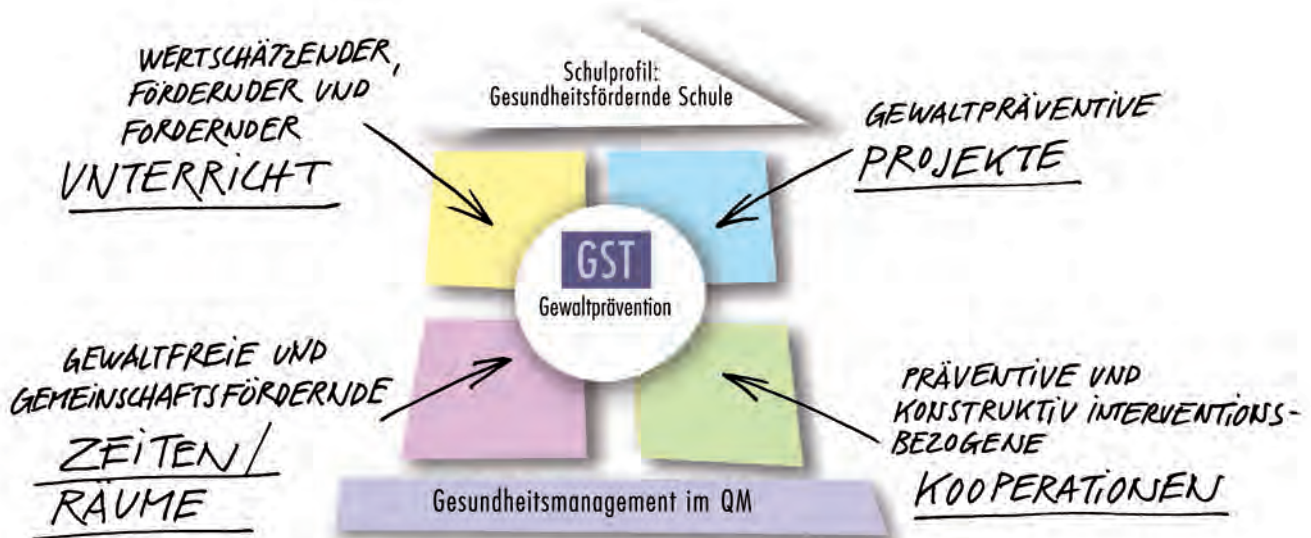 WERTSCHÄTZENDER,
FÖRDERNDER UND
FORDERNDER
UNTERRICHT
Schulprofil:
Gesundheitsfördernde Schule
GEWALTPRÄVENTIVE
PROJEKTE
GST
Gewaltprävention
GEWALTFREIE UND
GEMEINSCHAFTSFÖRDERNDE
ZEITEN/
RÄUME
PRÄVENTIVE UND
KONSTRUKTIV INTERVENTIONS-
BEZOGENE
KOOPERATIONEN
Gesundheitsmanagement im QM